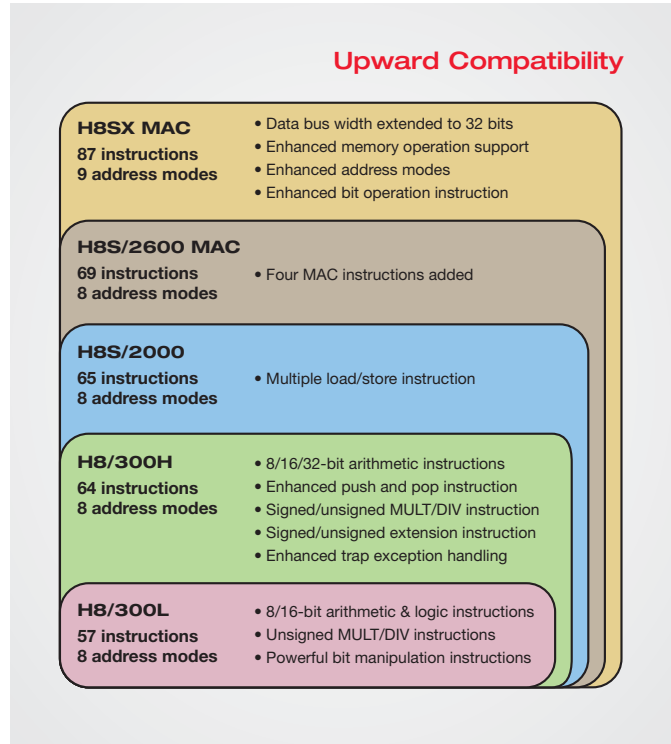 Upward Compatibility
H8SX MAC
87 instructions
9 address modes
• Data bus width extended to 32 bits
• Enhanced memory operation support
• Enhanced address modes
• Enhanced bit operation instruction
H8S/2600 MAC
69 instructions
8 address modes
• Four MAC instructions added
H8S/2000
65 instructions
8 address modes
• Multiple load/store instruction
H8/300H
64 instructions
8 address modes
• 8/16/32-bit arithmetic instructions
• Enhanced push and pop instruction
• Signed/unsigned MULT/DIV instruction
• Signed/unsigned extension instruction
• Enhanced trap exception handling
H8/300L
57 instructions
8 address modes
• 8/16-bit arithmetic & logic instructions
• Unsigned MULT/DIV instructions
• Powerful bit manipulation instructions